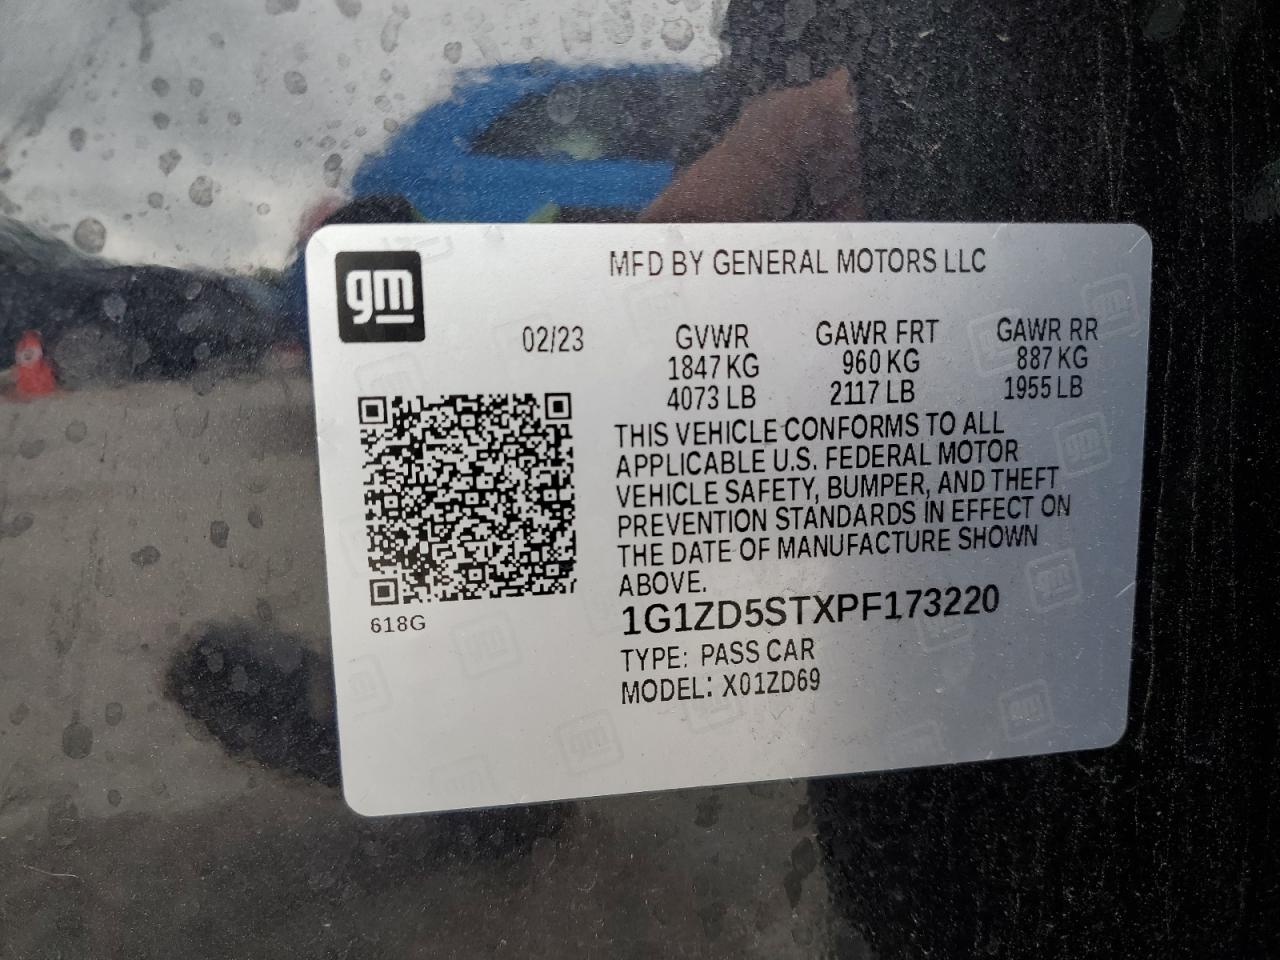 gm
MFD BY GENERAL MOTORS LLC
02/23 GVWR GAWR FRT GAWR RR
1847 KG 960 KG 887 KG
4073 LB 2117 LB 1955 LB
THIS VEHICLE CONFORMS TO ALL
APPLICABLE U.S. FEDERAL MOTOR
VEHICLE SAFETY, BUMPER, AND THEFT
PREVENTION STANDARDS IN EFFECT ON
THE DATE OF MANUFACTURE SHOWN
ABOVE.
618G
1G1ZD5STXPF173220
TYPE: PASS CAR
MODEL: X01ZD69